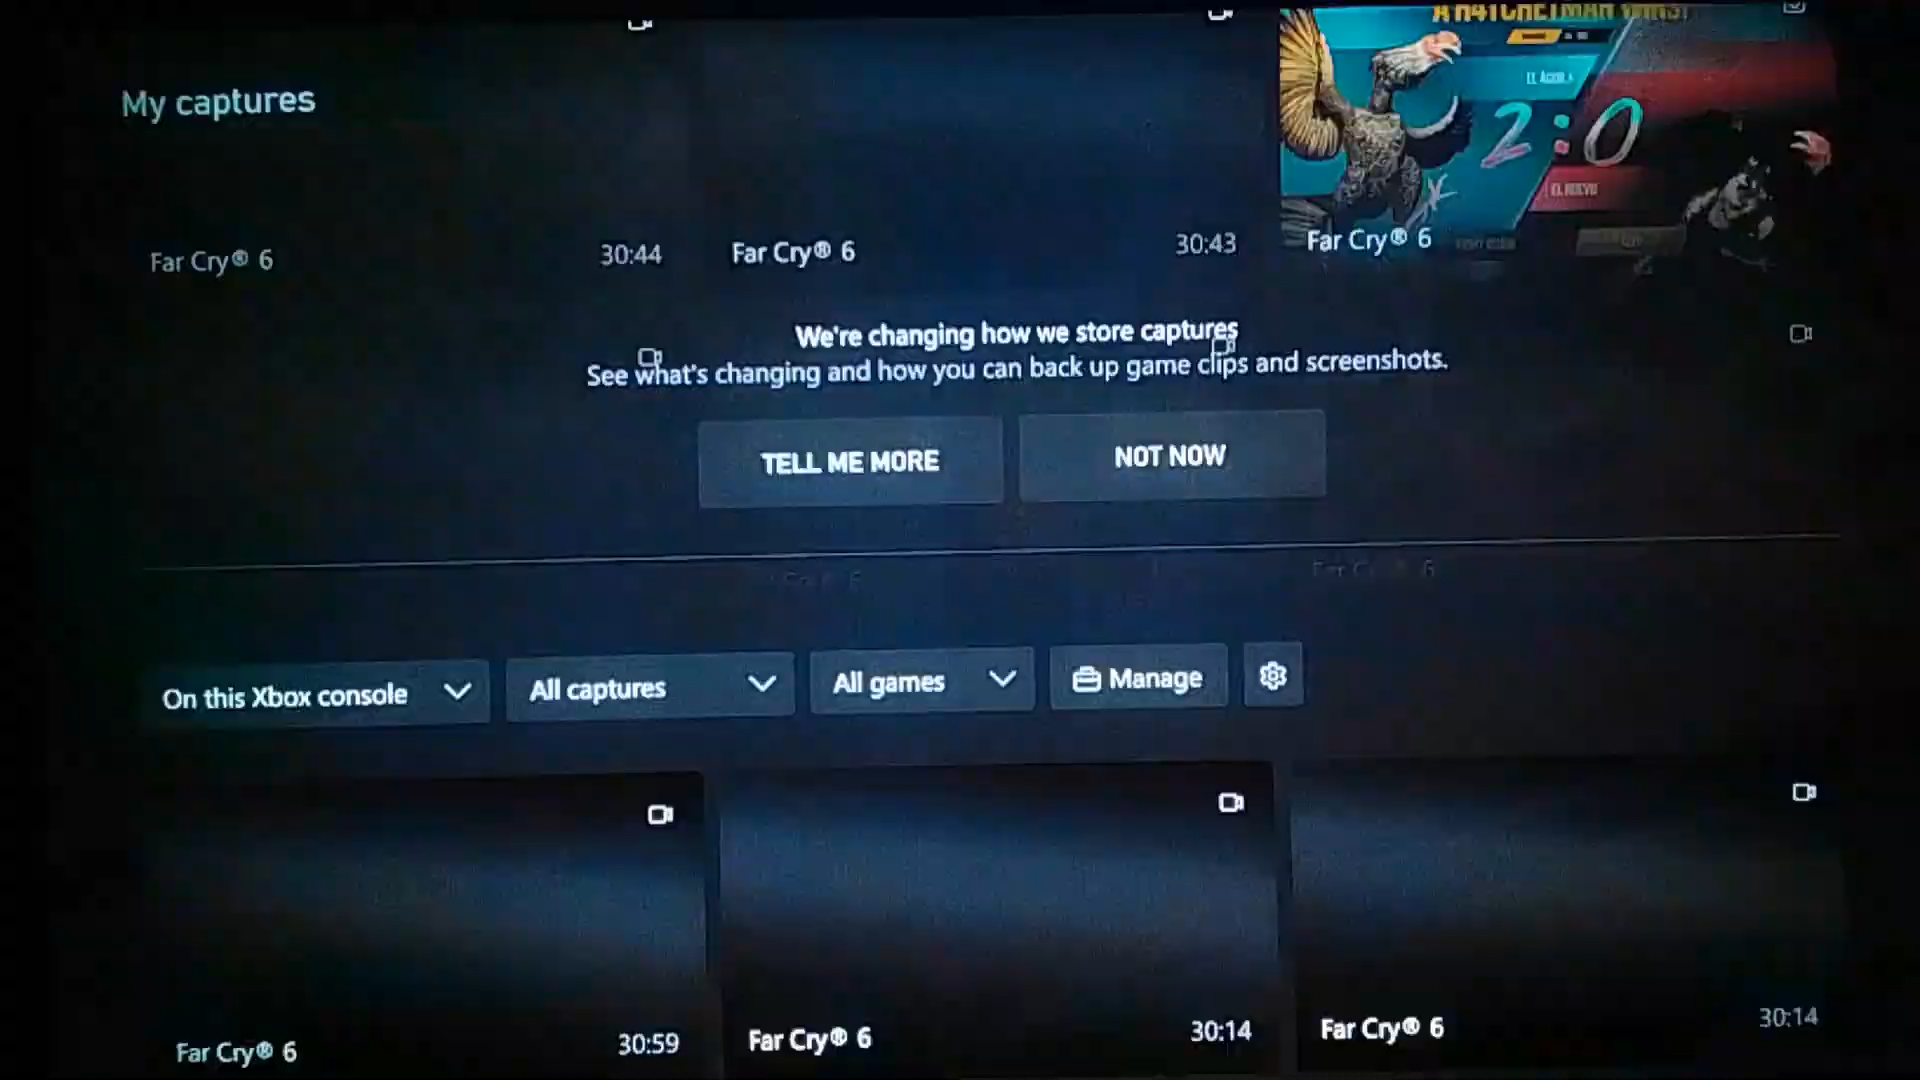 My captures
2:0
Far Cry® 6
30:44
Far Cry® 6
30:43
Far Cry® 6
We're changing how we store captures
See what's changing and how you can back up game clips and screenshots.
TELL ME MORE
NOT NOW
Far Cry® 6
On this Xbox console
All captures
All games
Manage
Far Cry® 6
30:59
Far Cry® 6
30:14
Far Cry® 6
30:14